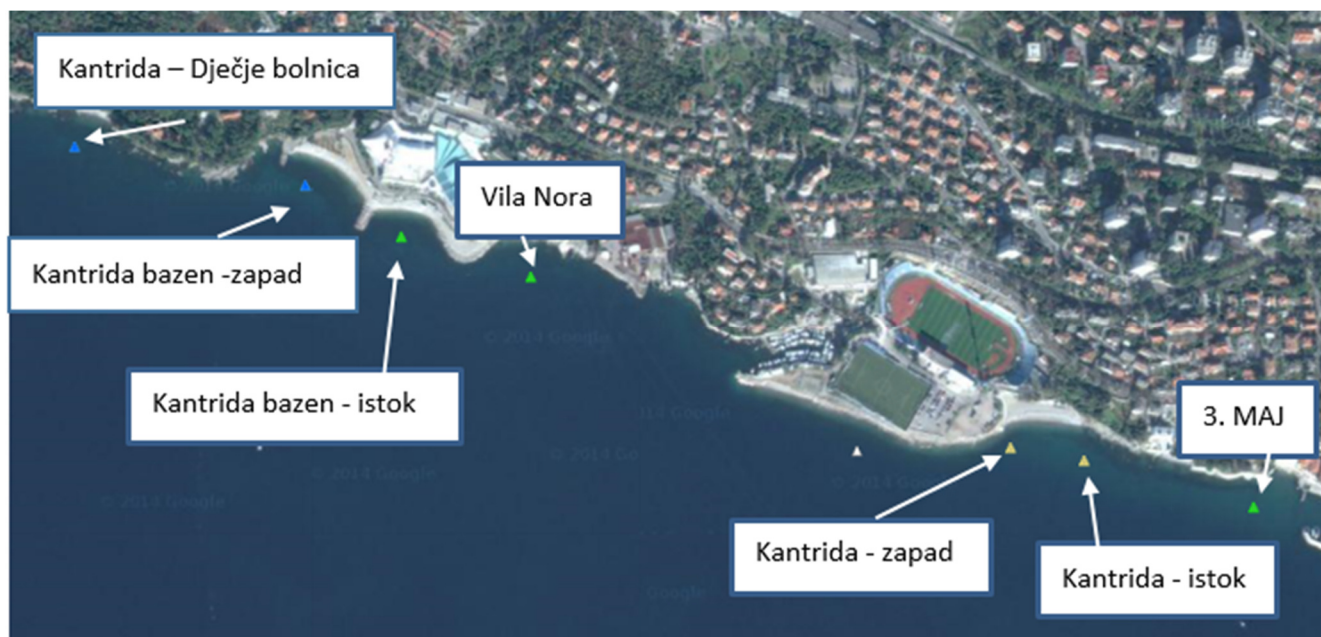 Kantrida – Dječje bolnica
© 2014 Google
Vila Nora
Kantrida bazen -zapad
© 2014 Google
Kantrida bazen - istok
Google
3. MAJ
© 2014 Go
© 2014 Google
© 2014 Google
Kantrida - zapad
Kantrida - istok
Google